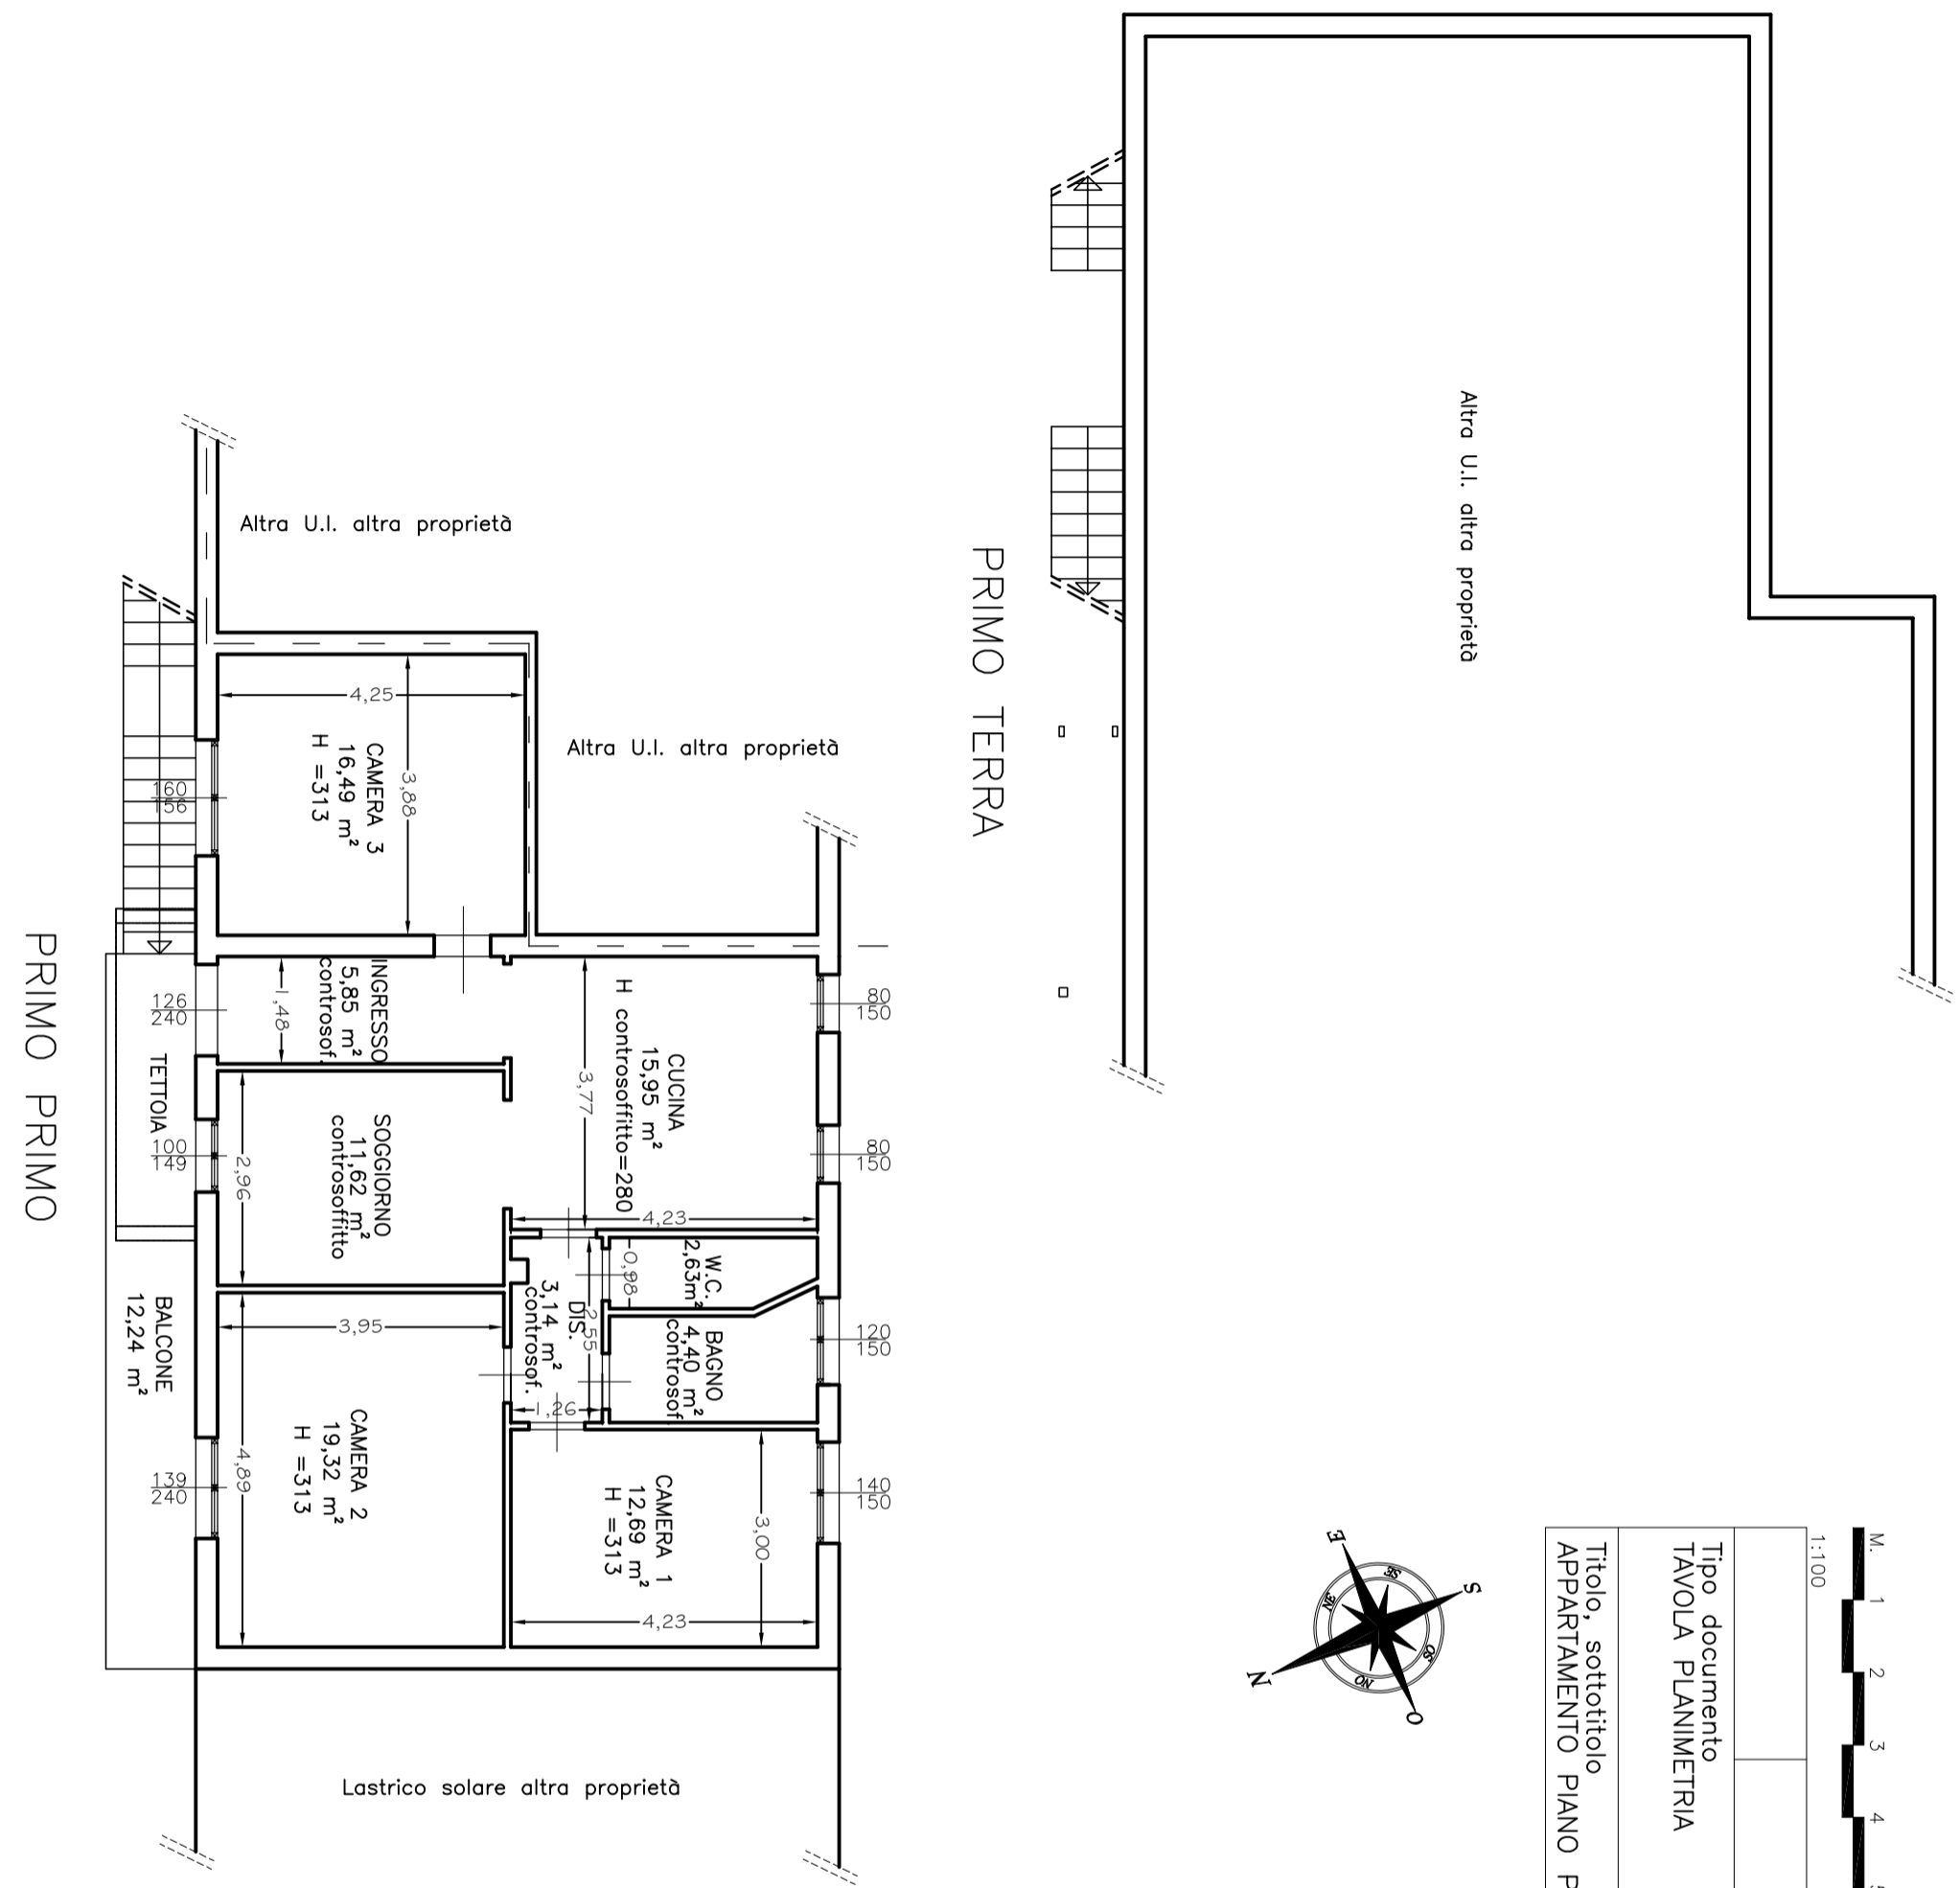 Altra U.I. altra proprietà
PRIMO TERRA
Altra U.I. altra proprietà
Altra U.I. altra proprietà
4,25
3,88
CAMERA 3
16,49 m²
H =313
160
INGRESSO
5,85 m²
controsof.
1,48
126
240
TETTOIA
CUCINA
15,95 m²
H controsoffitto=280
3,77
4,23
80
150
80
150
SOGGIORNO
11,62 m²
controsoffitto
2,96
100
149
W.C.
2,63m²
0,98
DIS.
3,14 m²
controsof.
2,55
1,26
BAGNO
4,40 m²
controsof.
120
150
BALCONE
12,24 m²
3,95
CAMERA 2
19,32 m²
H =313
4,89
139
240
CAMERA 1
12,69 m²
H =313
3,00
4,23
140
150
PRIMO PRIMO
Lastrico solare altra proprietà
N
NE
E
SE
S
SO
O
NO
M. 1 2 3 4 5
1:100
Tipo documento
TAVOLA PLANIMETRIA
Titolo, sottotitolo
APPARTAMENTO PIANO P